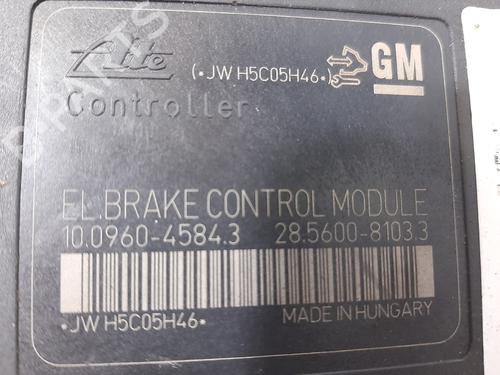 Ate (•JW H5C05H46•) GM
Controller
EL.BRAKE CONTROL MODULE
10.0960-4584.3 28.5600-8103.3
•JW H5C05H46• MADE IN HUNGARY